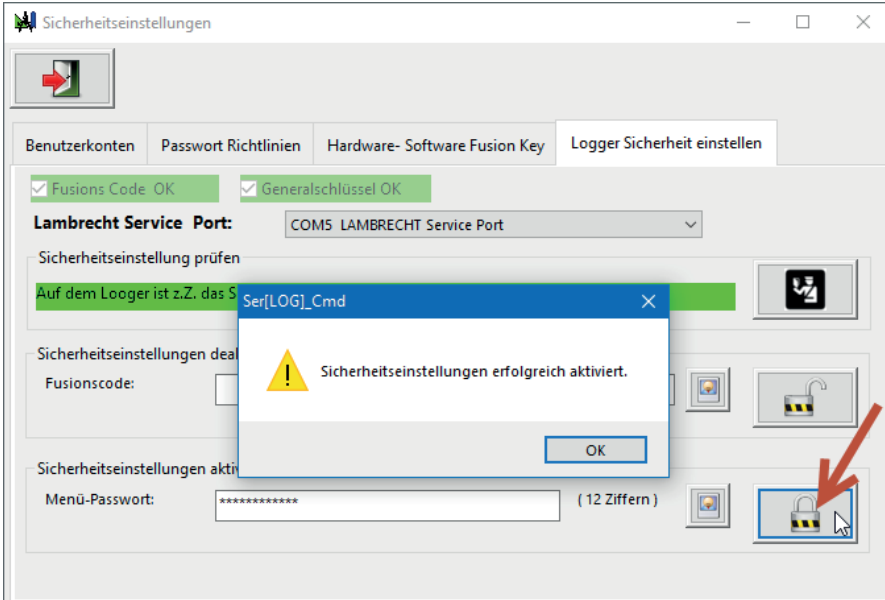 Sicherheitseinstellungen
Benutzerkonten
Passwort Richtlinien
Hardware- Software Fusion Key
Logger Sicherheit einstellen
Fusions Code OK
Generalschlüssel OK
Lambrecht Service Port:
COM5 LAMBRECHT Service Port
Sicherheitseinstellung prüfen
Auf dem Looger ist z.Z. das S
Ser[LOG]_Cmd
Sicherheitseinstellungen erfolgreich aktiviert.
OK
Sicherheitseinstellungen deak
Fusionscode:
Sicherheitseinstellungen aktiv
Menü-Passwort:
************
( 12 Ziffern )